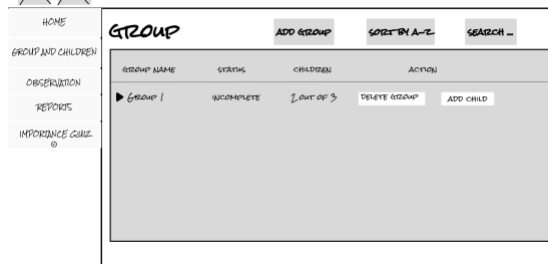 HOME
GROUP AND CHILDREN
OBSERVATION
REPORTS
IMPORTANCE QUIZ
GROUP
ADD GROUP
SORT BY A-Z
SEARCH ...
GROUP NAME STATUS CHILDREN ACTION
Group 1 INCOMPLETE 2 OUT OF 3 DELETE GROUP ADD CHILD